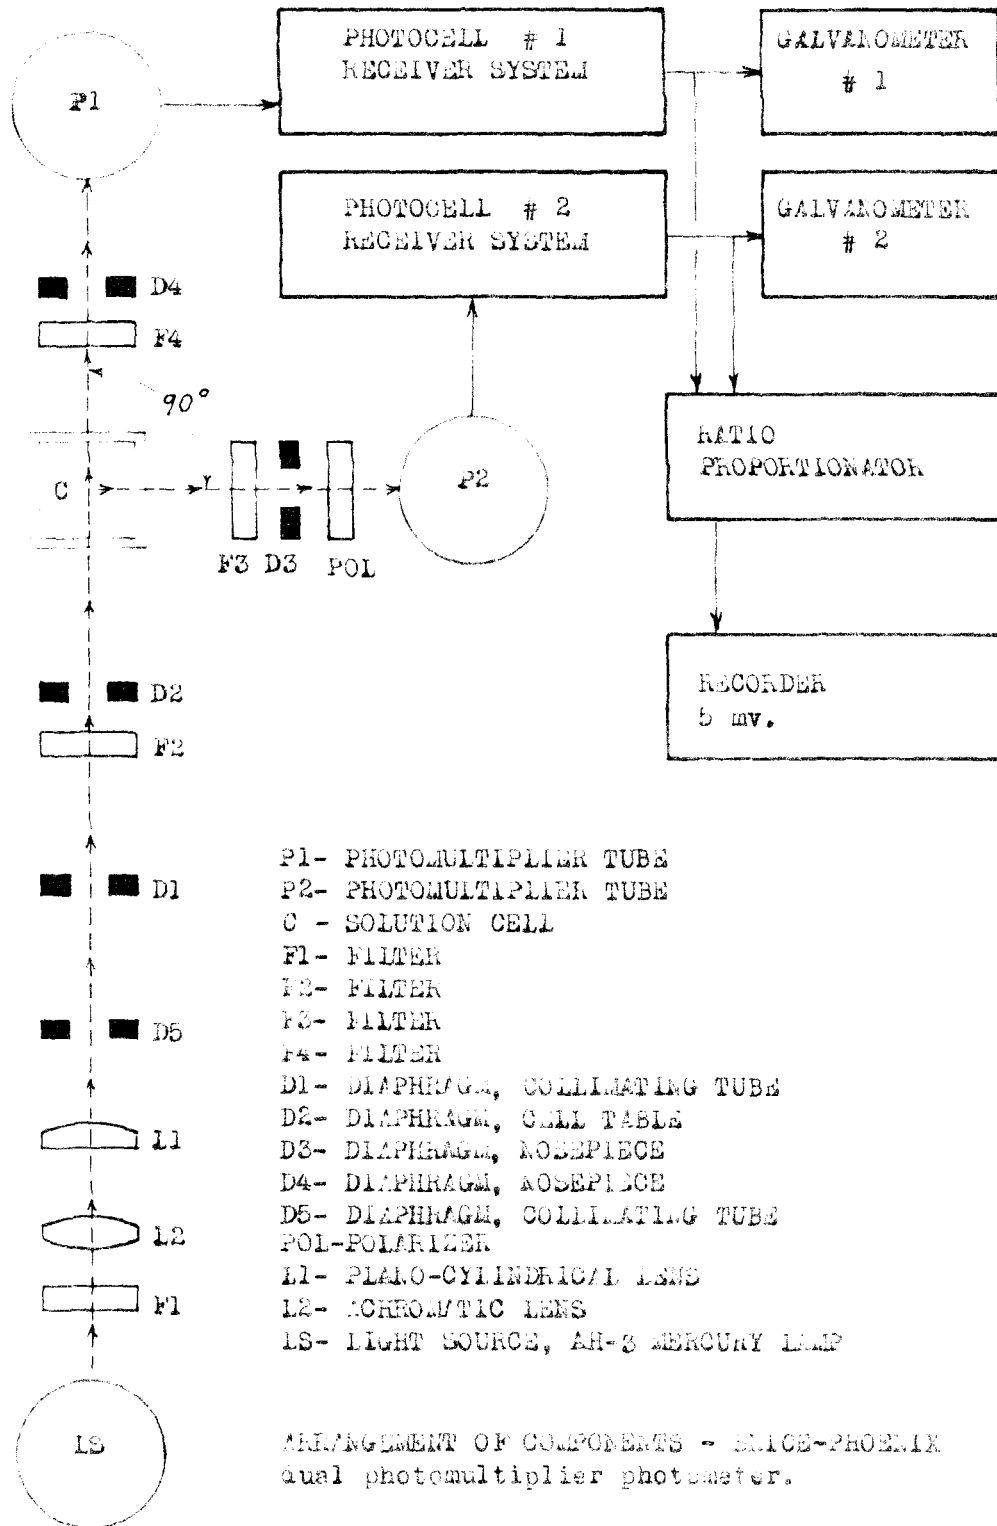 P1
PHOTOCELL # 1
RECEIVER SYSTEM
GALVANOMETER
# 1
PHOTOCELL # 2
RECEIVER SYSTEM
GALVANOMETER
# 2
D4
F4
90°
C
P2
F3 D3 POL
RATIO
PROPORTIONATOR
D2
F2
RECORDER
5 mv.
D1
D5
L1
L2
F1
LS
P1- PHOTOMULTIPLIER TUBE
P2- PHOTOMULTIPLIER TUBE
C - SOLUTION CELL
F1- FILTER
F2- FILTER
F3- FILTER
F4- FILTER
D1- DIAPHRAGM, COLLIMATING TUBE
D2- DIAPHRAGM, CELL TABLE
D3- DIAPHRAGM, NOSEPIECE
D4- DIAPHRAGM, NOSEPIECE
D5- DIAPHRAGM, COLLIMATING TUBE
POL-POLARIZER
L1- PLANO-CYLINDRICAL LENS
L2- ACHROMATIC LENS
LS- LIGHT SOURCE, AH-3 MERCURY LAMP
ARRANGEMENT OF COMPONENTS - BRICE-PHOENIX
dual photomultiplier photometer.